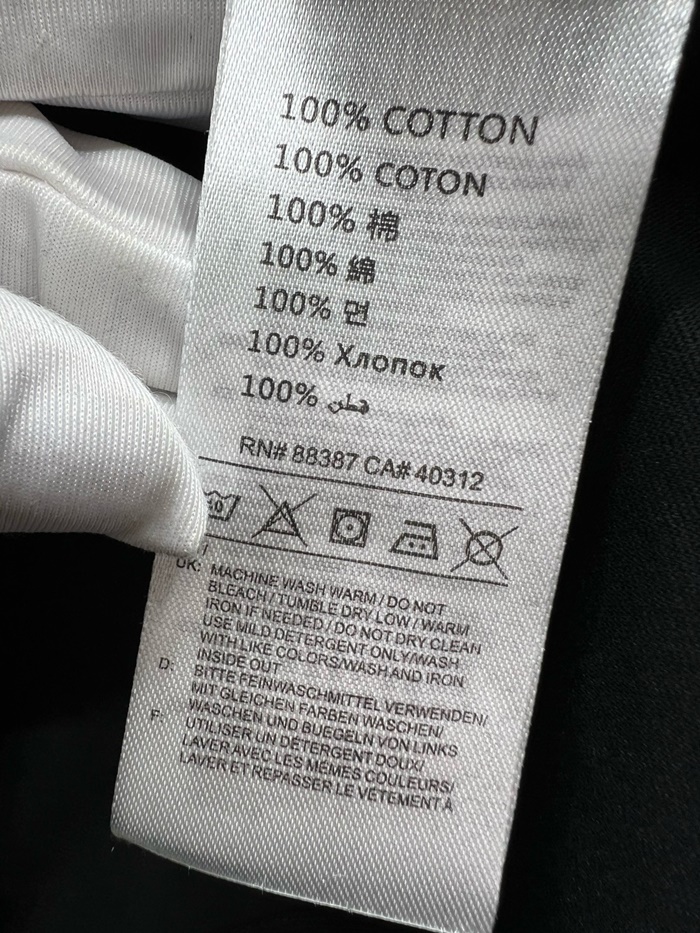 100% COTTON
100% COTON
100% 棉
100% 綿
100% 면
100% Хлопок
100% قطن
RN# 88387 CA# 40312
UK: MACHINE WASH WARM / DO NOT
BLEACH / TUMBLE DRY LOW / WARM
IRON IF NEEDED / DO NOT DRY CLEAN
USE MILD DETERGENT ONLY/WASH
WITH LIKE COLORS/WASH AND IRON
INSIDE OUT
D: BITTE FEINWASCHMITTEL VERWENDEN/
MIT GLEICHEN FARBEN WASCHEN/
WASCHEN UND BUEGELN VON LINKS
F: UTILISER UN DETERGENT DOUX/
LAVER AVEC LES MÊMES COULEURS/
LAVER ET REPASSER LE VÊTEMENT À